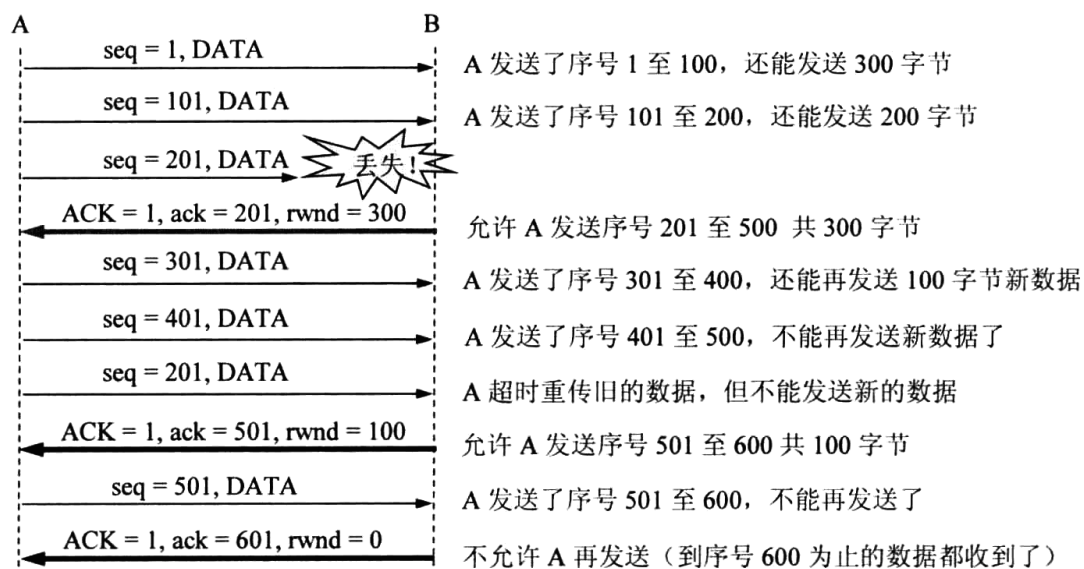 A B
seq = 1, DATA A 发送了序号 1 至 100，还能发送 300 字节
seq = 101, DATA A 发送了序号 101 至 200，还能发送 200 字节
seq = 201, DATA 丢失！
ACK = 1, ack = 201, rwnd = 300 允许 A 发送序号 201 至 500 共 300 字节
seq = 301, DATA A 发送了序号 301 至 400，还能再发送 100 字节新数据
seq = 401, DATA A 发送了序号 401 至 500，不能再发送新数据了
seq = 201, DATA A 超时重传旧的数据，但不能发送新的数据
ACK = 1, ack = 501, rwnd = 100 允许 A 发送序号 501 至 600 共 100 字节
seq = 501, DATA A 发送了序号 501 至 600，不能再发送了
ACK = 1, ack = 601, rwnd = 0 不允许 A 再发送（到序号 600 为止的数据都收到了）